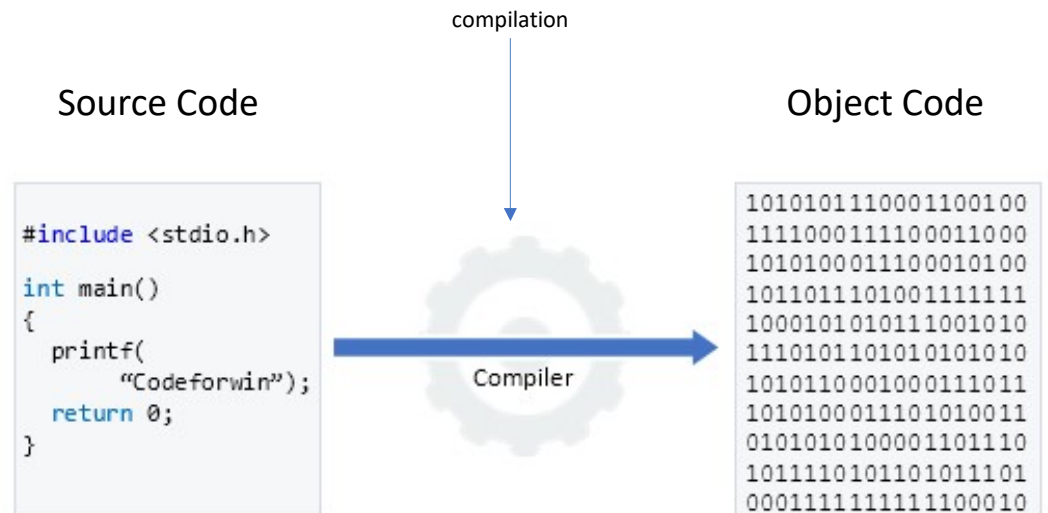 compilation
Source Code
Object Code
#include <stdio.h>
int main()
{
printf(
“Codeforwin”);
return 0;
}
Compiler
1010101110001100100
1111000111100011000
1010100011100010100
1011011101001111111
1000101010111001010
1110101101010101010
1010110001000111011
1010100011101010011
0101010100001101110
1011110101101011101
0001111111111100010